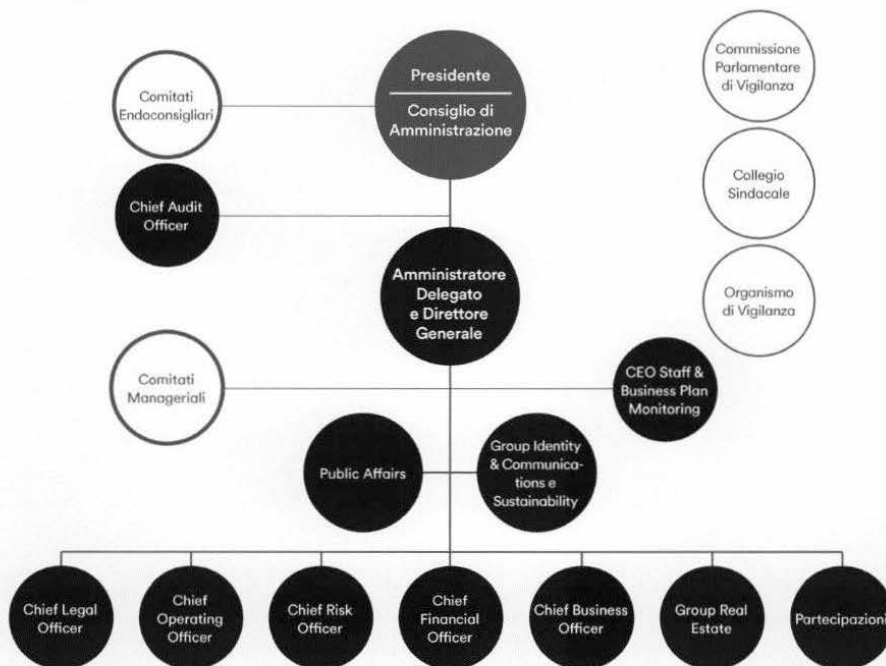 Presidente
Consiglio di
Amministrazione
Comitati
Endoconsigliari
Commissione
Parlamentare
di Vigilanza
Chief Audit
Officer
Collegio
Sindacale
Amministratore
Delegato
e Direttore
Generale
Organismo
di Vigilanza
Comitati
Manageriali
CEO Staff &
Business Plan
Monitoring
Public Affairs
Group Identity
& Communica-
tions e
Sustainability
Chief Legal
Officer
Chief
Operating
Officer
Chief Risk
Officer
Chief
Financial
Officer
Chief Business
Officer
Group Real
Estate
Partecipazioni